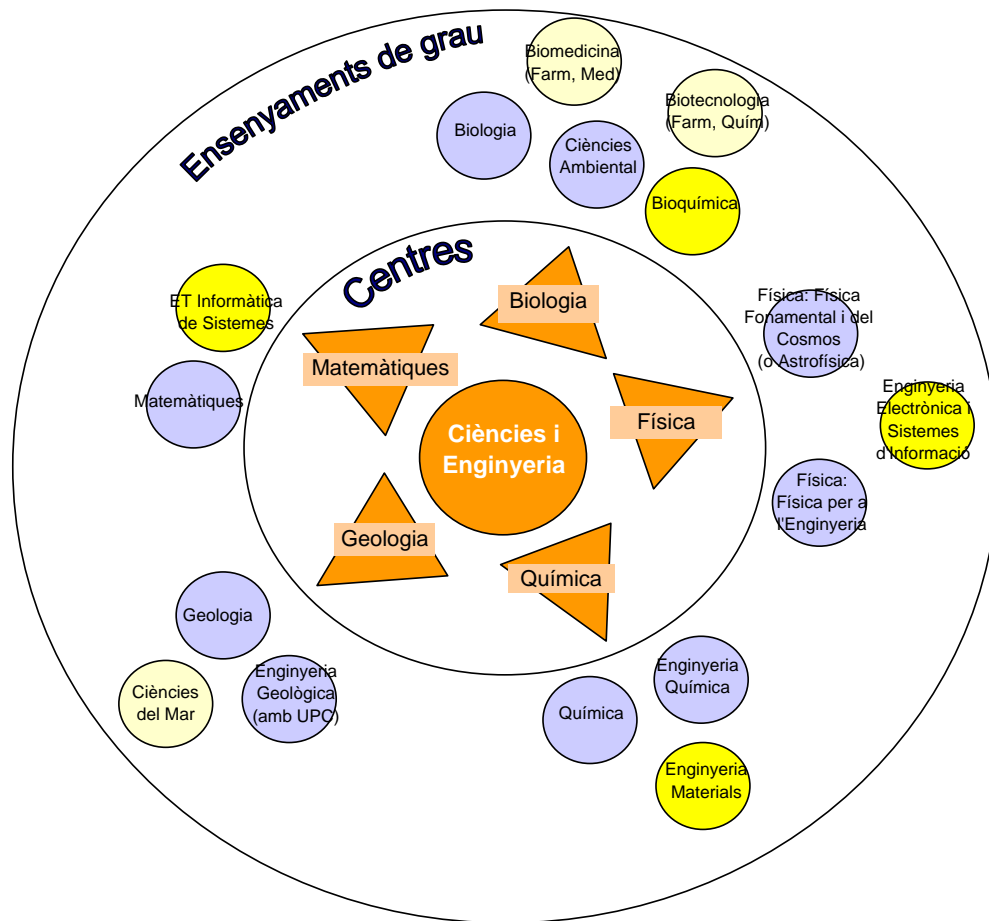 Ensenyaments de grau
Biomedicina
(Farm, Med)
Biotecnologia
(Farm, Quím)
Biologia
Ciències
Ambiental
Bioquímica
Centres
Biologia
Matemàtiques
Física
Ciències i
Enginyeria
Geologia
Química
ET Informàtica
de Sistemes
Matemàtiques
Física: Física
Fonamental i del
Cosmos
(o Astrofísica)
Enginyeria
Electrònica i
Sistemes
d'Informació
Física:
Física per a
l'Enginyeria
Geologia
Ciències
del Mar
Enginyeria
Geològica
(amb UPC)
Química
Enginyeria
Química
Enginyeria
Materials